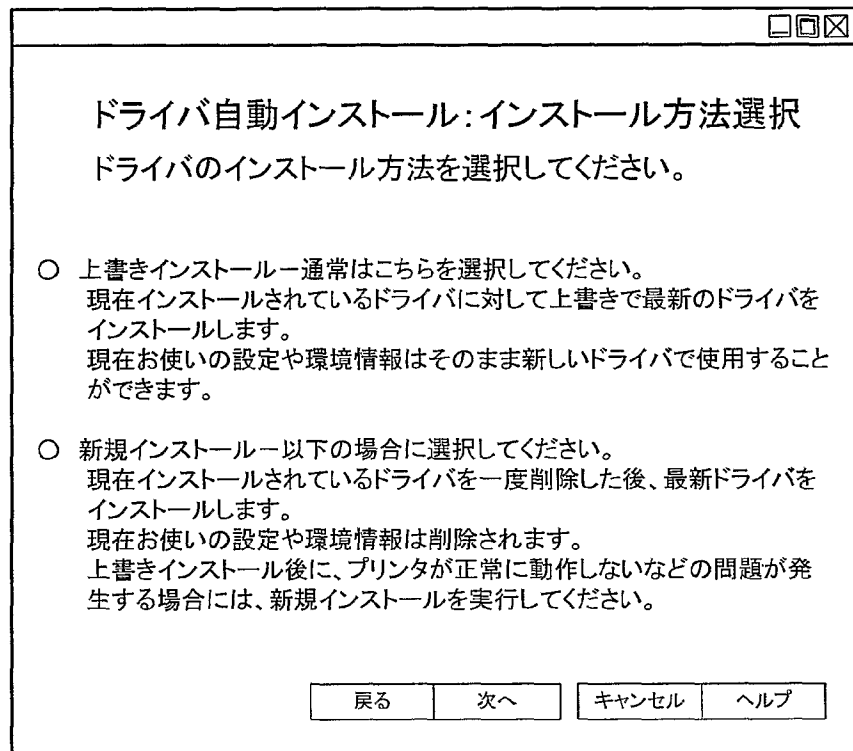 ドライバ自動インストール:インストール方法選択
ドライバのインストール方法を選択してください。
○ 上書きインストールー通常はこちらを選択してください。
現在インストールされているドライバに対して上書きで最新のドライバを
インストールします。
現在お使いの設定や環境情報はそのまま新しいドライバで使用すること
ができます。
○ 新規インストールー以下の場合に選択してください。
現在インストールされているドライバを一度削除した後、最新ドライバを
インストールします。
現在お使いの設定や環境情報は削除されます。
上書きインストール後に、プリンタが正常に動作しないなどの問題が発
生する場合には、新規インストールを実行してください。
戻る 次へ キャンセル ヘルプ